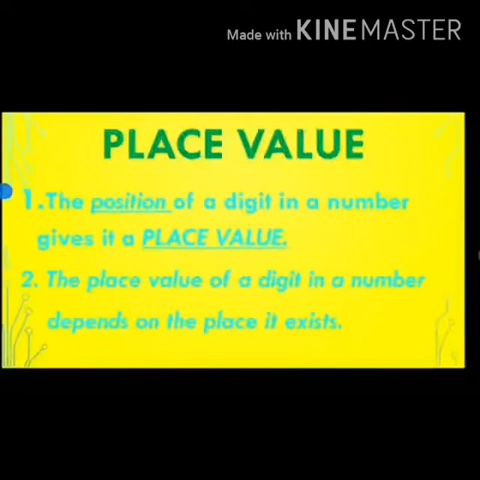 Made with KINEMASTER
PLACE VALUE
1.The position of a digit in a number
gives it a PLACE VALUE.
2. The place value of a digit in a number
depends on the place it exists.